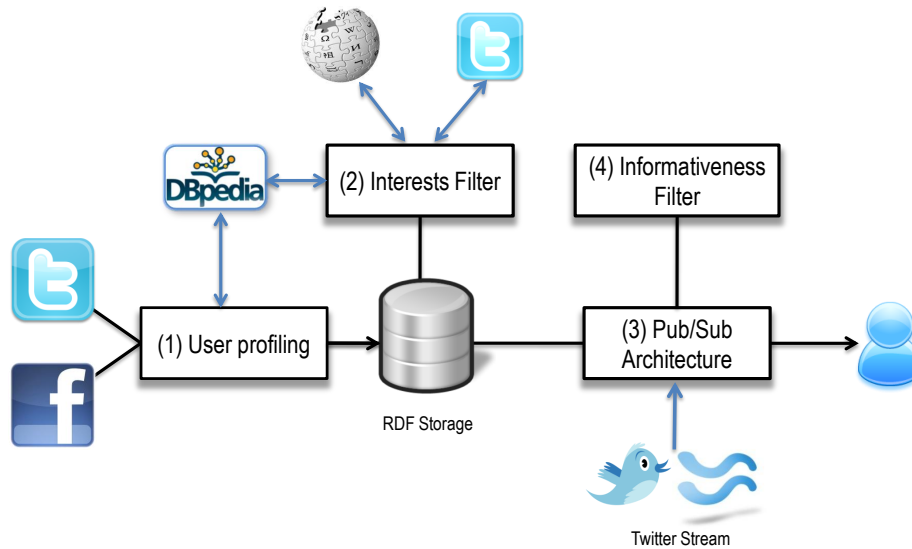 DBpedia
(2) Interests Filter
(4) Informativeness
Filter
(1) User profiling
(3) Pub/Sub
Architecture
RDF Storage
Twitter Stream